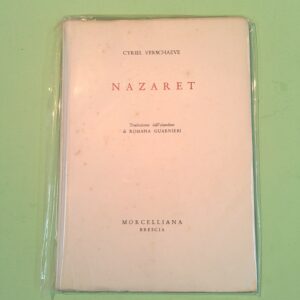 CYRIEL VERSCHAEVE
NAZARET
Traduzione dall'olandese
di ROMANA GUARNIERI
MORCELLIANA
BRESCIA